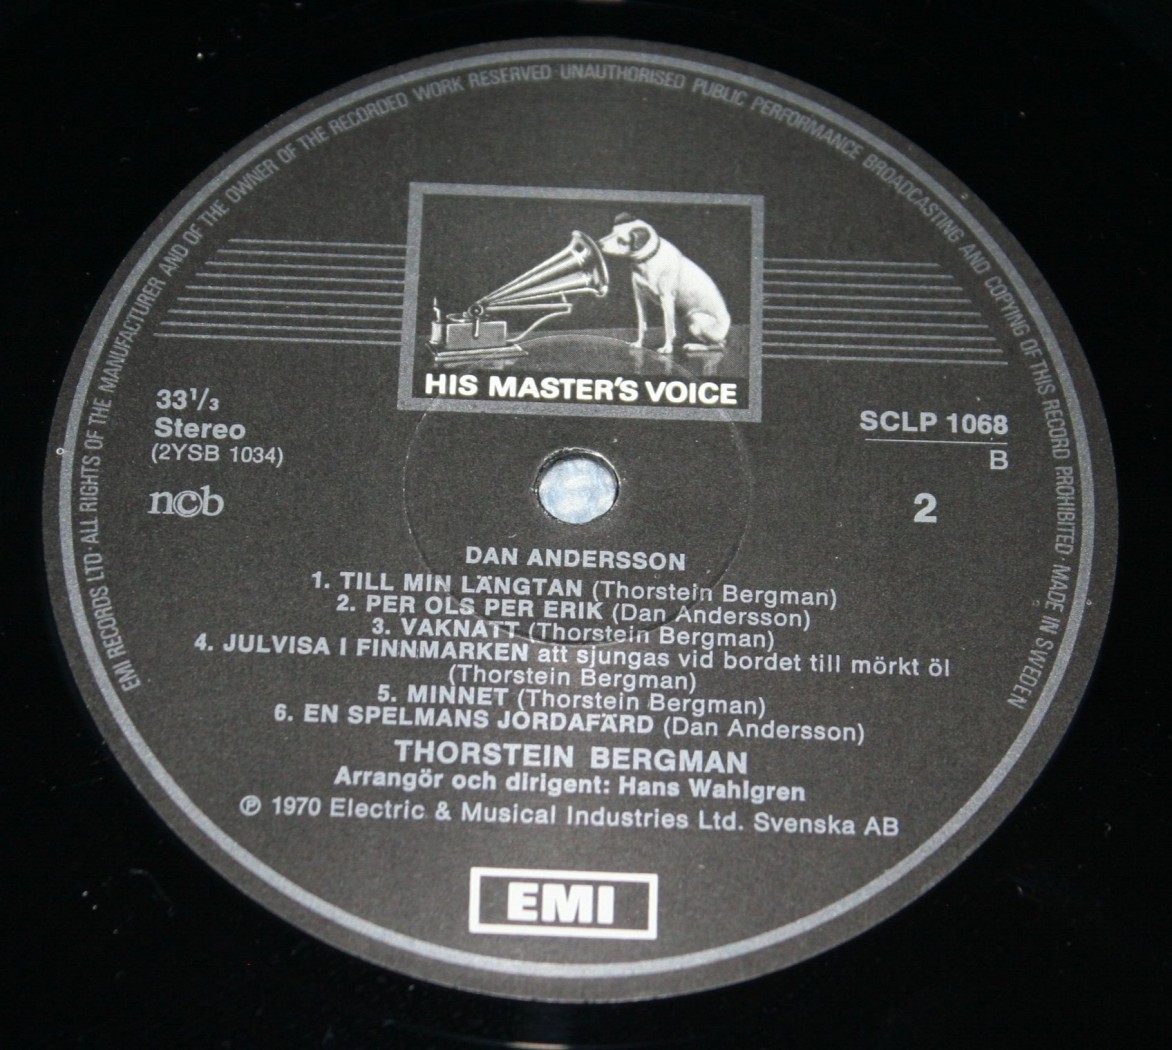 EMI RECORDS LTD · ALL RIGHTS OF THE MANUFACTURER AND OF THE OWNER OF THE RECORDED WORK RESERVED · UNAUTHORISED PUBLIC PERFORMANCE BROADCASTING AND COPYING OF THIS RECORD PROHIBITED MADE IN SWEDEN
HIS MASTER'S VOICE
33 1/3
Stereo
(2YSB 1034)
n©b
SCLP 1068
B
2
DAN ANDERSSON
1. TILL MIN LÄNGTAN (Thorstein Bergman)
2. PER OLS PER ERIK (Dan Andersson)
3. VAKNATT (Thorstein Bergman)
4. JULVISA I FINNMARKEN att sjungas vid bordet till mörkt öl
(Thorstein Bergman)
5. MINNET (Thorstein Bergman)
6. EN SPELMANS JORDAFÄRD (Dan Andersson)
THORSTEIN BERGMAN
Arrangör och dirigent: Hans Wahlgren
℗ 1970 Electric & Musical Industries Ltd. Svenska AB
EMI